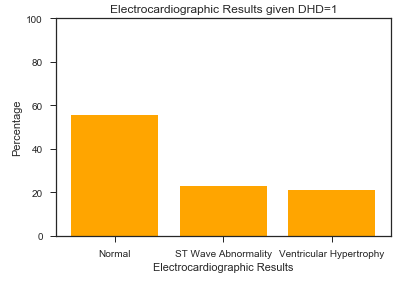 Electrocardiographic Results given DHD=1
100
80
60
40
20
0
Percentage
Normal ST Wave Abnormality Ventricular Hypertrophy
Electrocardiographic Results